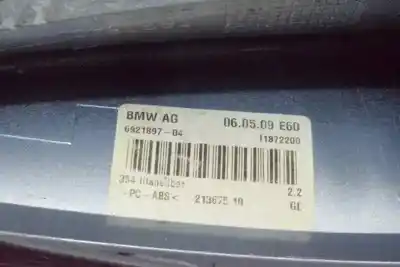 BMW AG 06.05.09 E60
6921897-04 11872200
354 titansilber 2.2
-PC-ABS< 213675 10 GE